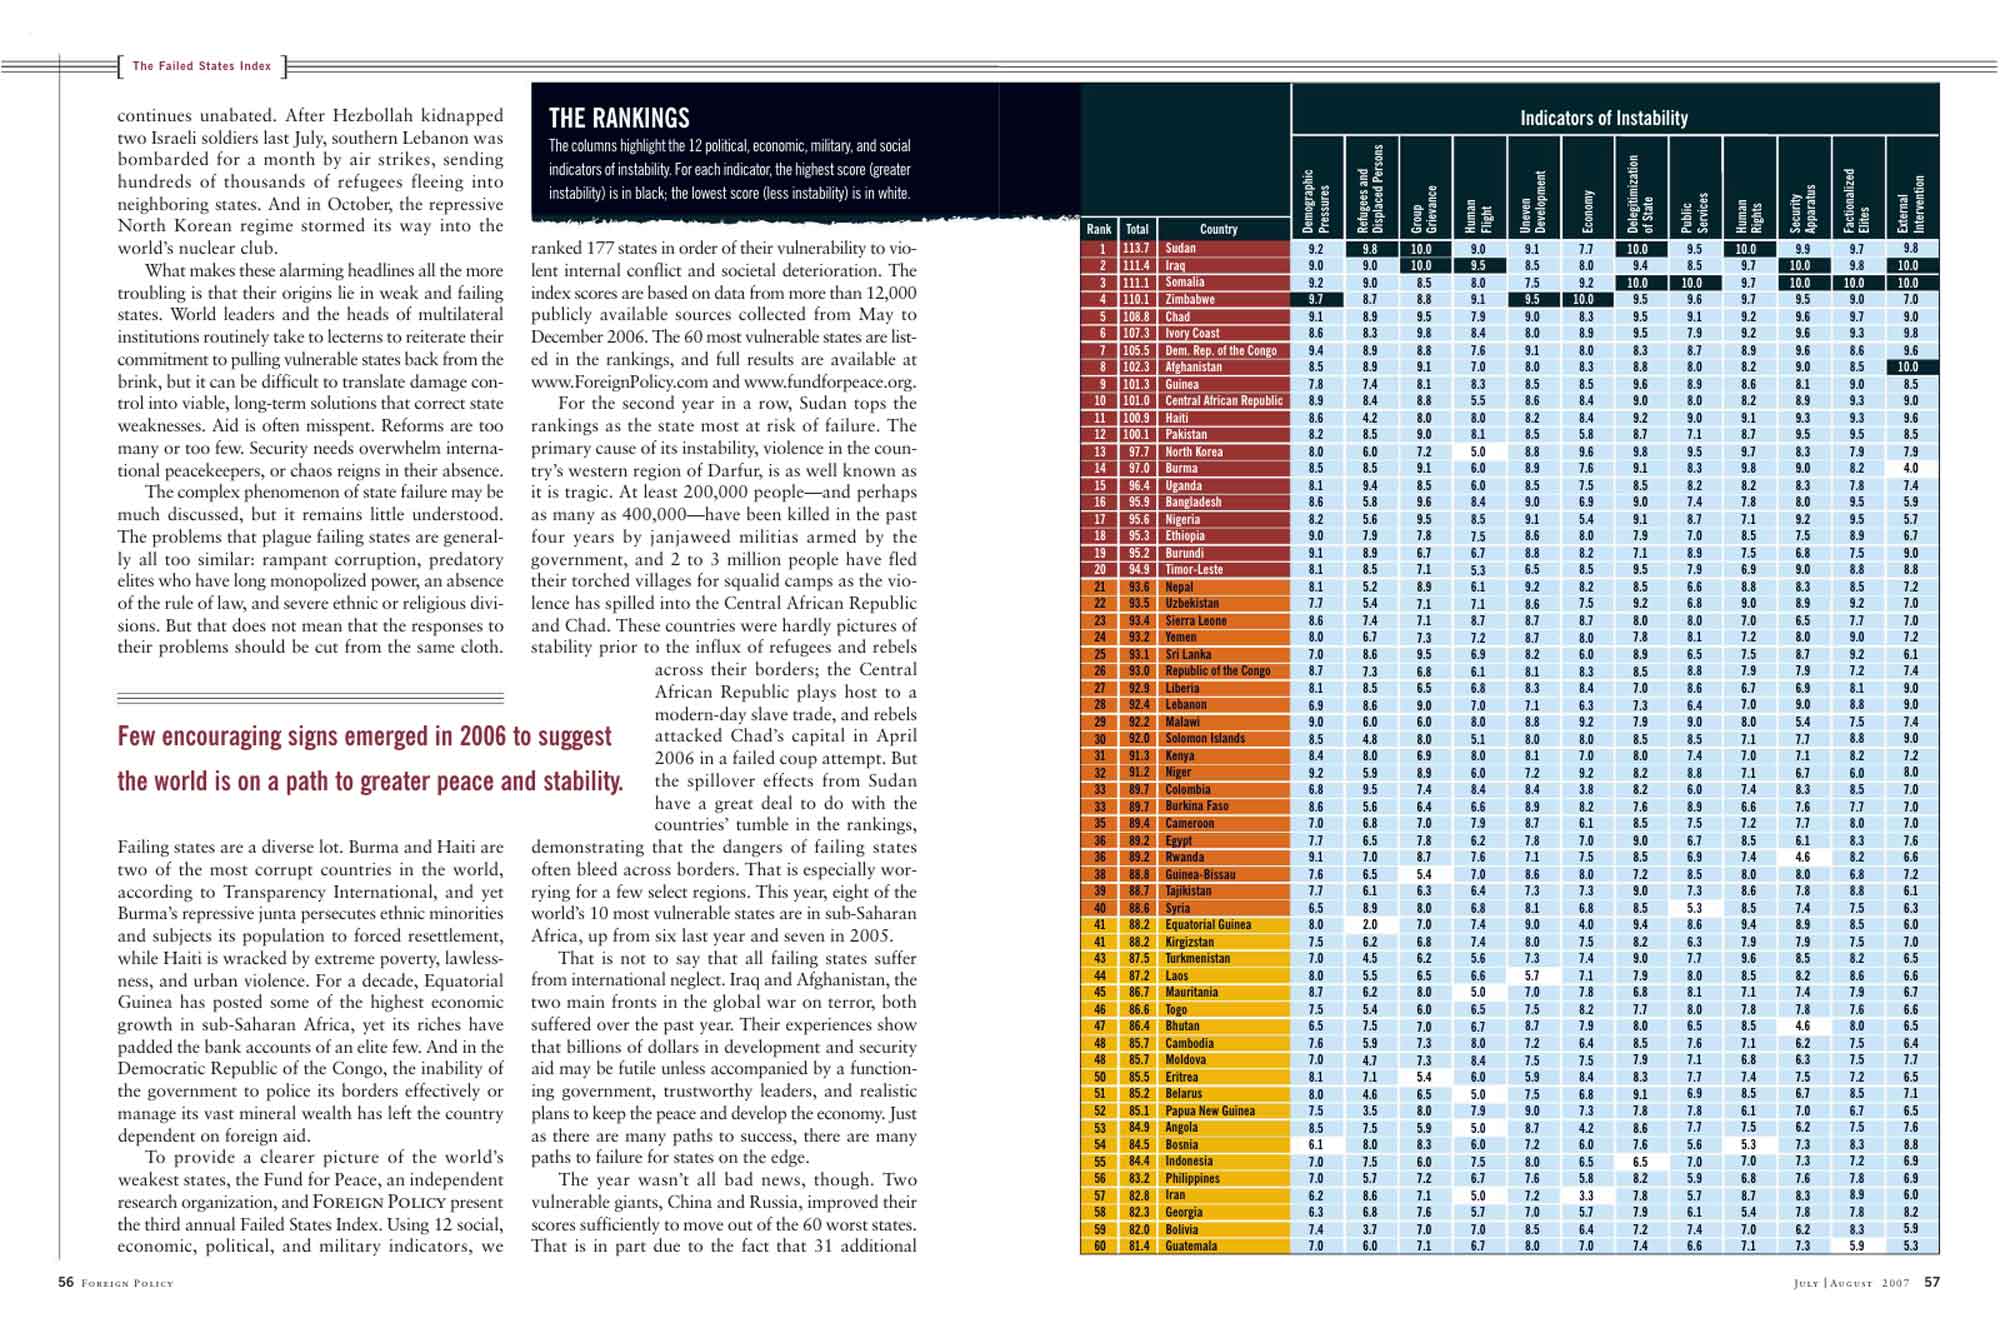 The Failed States Index
continues unabated. After Hezbollah kidnapped
two Israeli soldiers last July, southern Lebanon was
bombarded for a month by air strikes, sending
hundreds of thousands of refugees fleeing into
neighboring states. And in October, the repressive
North Korean regime stormed its way into the
world's nuclear club.
What makes these alarming headlines all the more
troubling is that their origins lie in weak and failing
states. World leaders and the heads of multilateral
institutions routinely take to lecterns to reiterate their
commitment to pulling vulnerable states back from the
brink, but it can be difficult to translate damage con-
trol into viable, long-term solutions that correct state
weaknesses. Aid is often misspent. Reforms are too
many or too few. Security needs overwhelm interna-
tional peacekeepers, or chaos reigns in their absence.
The complex phenomenon of state failure may be
much discussed, but it remains little understood.
The problems that plague failing states are general-
ly all too similar: rampant corruption, predatory
elites who have long monopolized power, an absence
of the rule of law, and severe ethnic or religious divi-
sions. But that does not mean that the responses to
their problems should be cut from the same cloth.
Few encouraging signs emerged in 2006 to suggest
the world is on a path to greater peace and stability.
Failing states are a diverse lot. Burma and Haiti are
two of the most corrupt countries in the world,
according to Transparency International, and yet
Burma's repressive junta persecutes ethnic minorities
and subjects its population to forced resettlement,
while Haiti is wracked by extreme poverty, lawless-
ness, and urban violence. For a decade, Equatorial
Guinea has posted some of the highest economic
growth in sub-Saharan Africa, yet its riches have
padded the bank accounts of an elite few. And in the
Democratic Republic of the Congo, the inability of
the government to police its borders effectively or
manage its vast mineral wealth has left the country
dependent on foreign aid.
To provide a clearer picture of the world's
weakest states, the Fund for Peace, an independent
research organization, and FOREIGN POLICY present
the third annual Failed States Index. Using 12 social,
economic, political, and military indicators, we
THE RANKINGS
The columns highlight the 12 political, economic, military, and social
indicators of instability. For each indicator, the highest score (greater
instability) is in black; the lowest score (less instability) is in white.
ranked 177 states in order of their vulnerability to vio-
lent internal conflict and societal deterioration. The
index scores are based on data from more than 12,000
publicly available sources collected from May to
December 2006. The 60 most vulnerable states are list-
ed in the rankings, and full results are available at
www.ForeignPolicy.com and www.fundforpeace.org.
For the second year in a row, Sudan tops the
rankings as the state most at risk of failure. The
primary cause of its instability, violence in the coun-
try's western region of Darfur, is as well known as
it is tragic. At least 200,000 people—and perhaps
as many as 400,000—have been killed in the past
four years by janjaweed militias armed by the
government, and 2 to 3 million people have fled
their torched villages for squalid camps as the vio-
lence has spilled into the Central African Republic
and Chad. These countries were hardly pictures of
stability prior to the influx of refugees and rebels
across their borders; the Central
African Republic plays host to a
modern-day slave trade, and rebels
attacked Chad's capital in April
2006 in a failed coup attempt. But
the spillover effects from Sudan
have a great deal to do with the
countries' tumble in the rankings,
demonstrating that the dangers of failing states
often bleed across borders. That is especially wor-
rying for a few select regions. This year, eight of the
world's 10 most vulnerable states are in sub-Saharan
Africa, up from six last year and seven in 2005.
That is not to say that all failing states suffer
from international neglect. Iraq and Afghanistan, the
two main fronts in the global war on terror, both
suffered over the past year. Their experiences show
that billions of dollars in development and security
aid may be futile unless accompanied by a function-
ing government, trustworthy leaders, and realistic
plans to keep the peace and develop the economy. Just
as there are many paths to success, there are many
paths to failure for states on the edge.
The year wasn't all bad news, though. Two
vulnerable giants, China and Russia, improved their
scores sufficiently to move out of the 60 worst states.
That is in part due to the fact that 31 additional
Indicators of Instability
Rank Total Country Demographic Pressures Refugees and Displaced Persons Group Grievance Human Flight Uneven Development Economy Delegitimization of State Public Services Human Rights Security Apparatus Factionalized Elites External Intervention
1 113.7 Sudan 9.2 9.8 10.0 9.0 9.1 7.7 10.0 9.5 10.0 9.9 9.7 9.8
2 111.4 Iraq 9.0 9.0 10.0 9.5 8.5 8.0 9.4 8.5 9.7 10.0 9.8 10.0
3 111.1 Somalia 9.2 9.0 8.5 8.0 7.5 9.2 10.0 10.0 9.7 10.0 10.0 10.0
4 110.1 Zimbabwe 9.7 8.7 8.8 9.1 9.5 10.0 9.5 9.6 9.7 9.5 9.0 7.0
5 108.8 Chad 9.1 8.9 9.5 7.9 9.0 8.3 9.5 9.1 9.2 9.6 9.7 9.0
6 107.3 Ivory Coast 8.6 8.3 9.8 8.4 8.0 8.9 9.5 7.9 9.2 9.6 9.3 9.8
7 105.5 Dem. Rep. of the Congo 9.4 8.9 8.8 7.6 9.1 8.0 8.3 8.7 8.9 9.6 8.6 9.6
8 102.3 Afghanistan 8.5 8.9 9.1 7.0 8.0 8.3 8.8 8.0 8.2 9.0 8.5 10.0
9 101.3 Guinea 7.8 7.4 8.1 8.3 8.5 8.5 9.6 8.9 8.6 8.1 9.0 8.5
10 101.0 Central African Republic 8.9 8.4 8.8 5.5 8.6 8.4 9.0 8.0 8.2 8.9 9.3 9.0
11 100.9 Haiti 8.6 4.2 8.0 8.0 8.2 8.4 9.2 9.0 9.1 9.3 9.3 9.6
12 100.1 Pakistan 8.2 8.5 9.0 8.1 8.5 5.8 8.7 7.1 8.7 9.5 9.5 8.5
13 97.7 North Korea 8.0 6.0 7.2 5.0 8.8 9.6 9.8 9.5 9.7 8.3 7.9 7.9
14 97.0 Burma 8.5 8.5 9.1 6.0 8.9 7.6 9.1 8.3 9.8 9.0 8.2 4.0
15 96.4 Uganda 8.1 9.4 8.5 6.0 8.5 7.5 8.5 8.2 8.2 8.3 7.8 7.4
16 95.9 Bangladesh 8.6 5.8 9.6 8.4 9.0 6.9 9.0 7.4 7.8 8.0 9.5 5.9
17 95.6 Nigeria 8.2 5.6 9.5 8.5 9.1 5.4 9.1 8.7 7.1 9.2 9.5 5.7
18 95.3 Ethiopia 9.0 7.9 7.8 7.5 8.6 8.0 7.9 7.0 8.5 7.5 8.9 6.7
19 95.2 Burundi 9.1 8.9 6.7 6.7 8.8 8.2 7.1 8.9 7.5 6.8 7.5 9.0
20 94.9 Timor-Leste 8.1 8.5 7.1 5.3 6.5 8.5 9.5 7.9 6.9 9.0 8.8 8.8
21 93.6 Nepal 8.1 5.2 8.9 6.1 9.2 8.2 8.5 6.6 8.8 8.3 8.5 7.2
22 93.5 Uzbekistan 7.7 5.4 7.1 7.1 8.6 7.5 9.2 6.8 9.0 8.9 9.2 7.0
23 93.4 Sierra Leone 8.6 7.4 7.1 8.7 8.7 8.7 8.0 8.0 7.0 6.5 7.7 7.0
24 93.2 Yemen 8.0 6.7 7.3 7.2 8.7 8.0 7.8 8.1 7.2 8.0 9.0 7.2
25 93.1 Sri Lanka 7.0 8.6 9.5 6.9 8.2 6.0 8.9 6.5 7.5 8.7 9.2 6.1
26 93.0 Republic of the Congo 8.7 7.3 6.8 6.1 8.1 8.3 8.5 8.8 7.9 7.9 7.2 7.4
27 92.9 Liberia 8.1 8.5 6.5 6.8 8.3 8.4 7.0 8.6 6.7 6.9 8.1 9.0
28 92.4 Lebanon 6.9 8.6 9.0 7.0 7.1 6.3 7.3 6.4 7.0 9.0 8.8 9.0
29 92.2 Malawi 9.0 6.0 6.0 8.0 8.8 9.2 7.9 9.0 8.0 5.4 7.5 7.4
30 92.0 Solomon Islands 8.5 4.8 8.0 5.1 8.0 8.0 8.5 8.5 7.1 7.7 8.8 9.0
31 91.3 Kenya 8.4 8.0 6.9 8.0 8.1 7.0 8.0 7.4 7.0 7.1 8.2 7.2
32 91.2 Niger 9.2 5.9 8.9 6.0 7.2 9.2 8.2 8.8 7.1 6.7 6.0 8.0
33 89.7 Colombia 6.8 9.5 7.4 8.4 8.4 3.8 8.2 6.0 7.4 8.3 8.5 7.0
33 89.7 Burkina Faso 8.6 5.6 6.4 6.6 8.9 8.2 7.6 8.9 6.6 7.6 7.7 7.0
35 89.4 Cameroon 7.0 6.8 7.0 7.9 8.7 6.1 8.5 7.5 7.2 7.7 8.0 7.0
36 89.2 Egypt 7.7 6.5 7.8 6.2 7.8 7.0 9.0 6.7 8.5 6.1 8.3 7.6
36 89.2 Rwanda 9.1 7.0 8.7 7.6 7.1 7.5 8.5 6.9 7.4 4.6 8.2 6.6
38 88.8 Guinea-Bissau 7.6 6.5 5.4 7.0 8.6 8.0 7.2 8.5 8.0 8.0 6.8 7.2
39 88.7 Tajikistan 7.7 6.1 6.3 6.4 7.3 7.3 9.0 7.3 8.6 7.8 8.8 6.1
40 88.6 Syria 6.5 8.9 8.0 6.8 8.1 6.8 8.5 5.3 8.5 7.4 7.5 6.3
41 88.2 Equatorial Guinea 8.0 2.0 7.0 7.4 9.0 4.0 9.4 8.6 9.4 8.9 8.5 6.0
41 88.2 Kirgizstan 7.5 6.2 6.8 7.4 8.0 7.5 8.2 6.3 7.9 7.9 7.5 7.0
43 87.5 Turkmenistan 7.0 4.5 6.2 5.6 7.3 7.4 9.0 7.7 9.6 8.5 8.2 6.5
44 87.2 Laos 8.0 5.5 6.5 6.6 5.7 7.1 7.9 8.0 8.5 8.2 8.6 6.6
45 86.7 Mauritania 8.7 6.2 8.0 5.0 7.0 7.8 6.8 8.1 7.1 7.4 7.9 6.7
46 86.6 Togo 7.5 5.4 6.0 6.5 7.5 8.2 7.7 8.0 7.8 7.8 7.6 6.6
47 86.4 Bhutan 6.5 7.5 7.0 6.7 8.7 7.9 8.0 6.5 8.5 4.6 8.0 6.5
48 85.7 Cambodia 7.6 5.9 7.3 8.0 7.2 6.4 8.5 7.6 7.1 6.2 7.5 6.4
48 85.7 Moldova 7.0 4.7 7.3 8.4 7.5 7.5 7.9 7.1 6.8 6.3 7.5 7.7
50 85.5 Eritrea 8.1 7.1 5.4 6.0 5.9 8.4 8.3 7.7 7.4 7.5 7.2 6.5
51 85.2 Belarus 8.0 4.6 6.5 5.0 7.5 6.8 9.1 6.9 8.5 6.7 8.5 7.1
52 85.1 Papua New Guinea 7.5 3.5 8.0 7.9 9.0 7.3 7.8 7.8 6.1 7.0 6.7 6.5
53 84.9 Angola 8.5 7.5 5.9 5.0 8.7 4.2 8.6 7.7 7.5 6.2 7.5 7.6
54 84.5 Bosnia 6.1 8.0 8.3 6.0 7.2 6.0 7.6 5.6 5.3 7.3 8.3 8.8
55 84.4 Indonesia 7.0 7.5 6.0 7.5 8.0 6.5 6.5 7.0 7.0 7.3 7.2 6.9
56 83.2 Philippines 7.0 5.7 7.2 6.7 7.6 5.8 8.2 5.9 6.8 7.6 7.8 6.9
57 82.8 Iran 6.2 8.6 7.1 5.0 7.2 3.3 7.8 5.7 8.7 8.3 8.9 6.0
58 82.3 Georgia 6.3 6.8 7.6 5.7 7.0 5.7 7.9 6.1 5.4 7.8 7.8 8.2
59 82.0 Bolivia 7.4 3.7 7.0 7.0 8.5 6.4 7.2 7.4 7.0 6.2 8.3 5.9
60 81.4 Guatemala 7.0 6.0 7.1 6.7 8.0 7.0 7.4 6.6 7.1 7.3 5.9 5.3
56 FOREIGN POLICY
JULY | AUGUST 2007 57